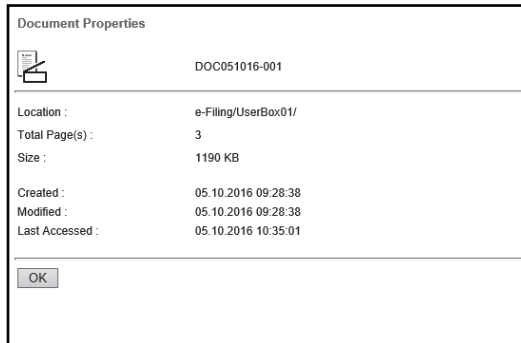 Document Properties
DOC051016-001
Location : e-Filing/UserBox01/
Total Page(s) : 3
Size : 1190 KB
Created : 05.10.2016 09:28:38
Modified : 05.10.2016 09:28:38
Last Accessed : 05.10.2016 10:35:01
OK